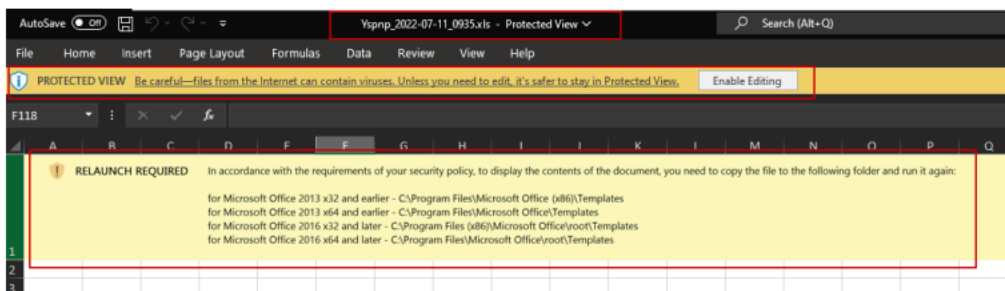 AutoSave Off Yspnp_2022-07-11_0935.xls - Protected View Search (Alt+Q)
File Home Insert Page Layout Formulas Data Review View Help
PROTECTED VIEW Be careful—files from the Internet can contain viruses. Unless you need to edit, it's safer to stay in Protected View. Enable Editing
F118 fx
A B C D E F G H I J K L M N O P Q
RELAUNCH REQUIRED In accordance with the requirements of your security policy, to display the contents of the document, you need to copy the file to the following folder and run it again:
for Microsoft Office 2013 x32 and earlier - C:\Program Files\Microsoft Office (x86)\Templates
for Microsoft Office 2013 x64 and earlier - C:\Program Files\Microsoft Office\Templates
for Microsoft Office 2016 x32 and later - C:\Program Files (x86)\Microsoft Office\root\Templates
for Microsoft Office 2016 x64 and later - C:\Program Files\Microsoft Office\root\Templates
1
2
3